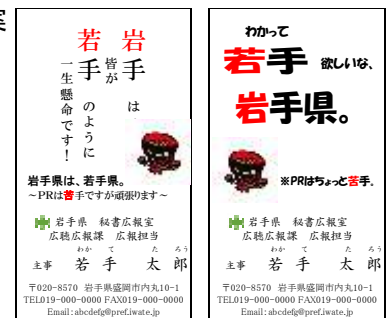 案
岩手は
皆が
若手のように
一生懸命です！
岩手県は、若手県。
～PRは苦手ですが頑張ります～
岩手県　秘書広報室
広聴広報課　広報担当
わか　て　た　ろう
主事　若　手　太　郎
〒020-8570　岩手県盛岡市内丸10-1
TEL019-000-0000 FAX019-000-0000
Email:abcdefg@pref.iwate.jp
わかって
若手 欲しいな、
岩手県。
※PRはちょっと苦手。
岩手県　秘書広報室
広聴広報課　広報担当
わか　て　た　ろう
主事　若　手　太　郎
〒020-8570　岩手県盛岡市内丸10-1
TEL019-000-0000 FAX019-000-0000
Email:abcdefg@pref.iwate.jp